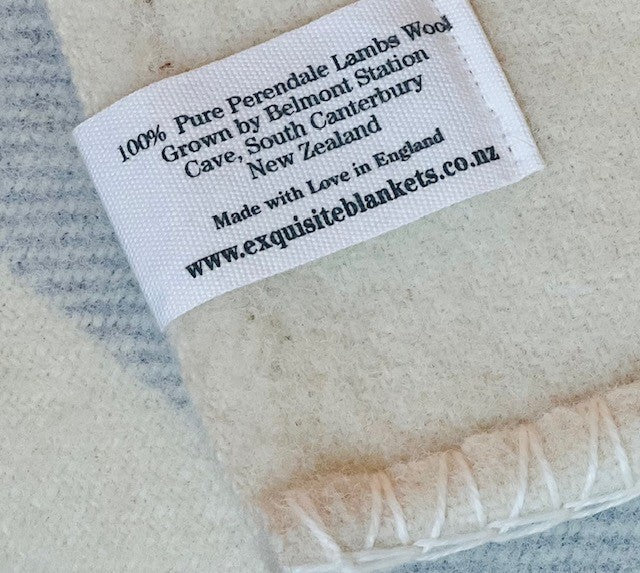 100% Pure Perendale Lambs Wool
Grown by Belmont Station
Cave, South Canterbury
New Zealand
Made with Love in England
www.exquisiteblankets.co.nz